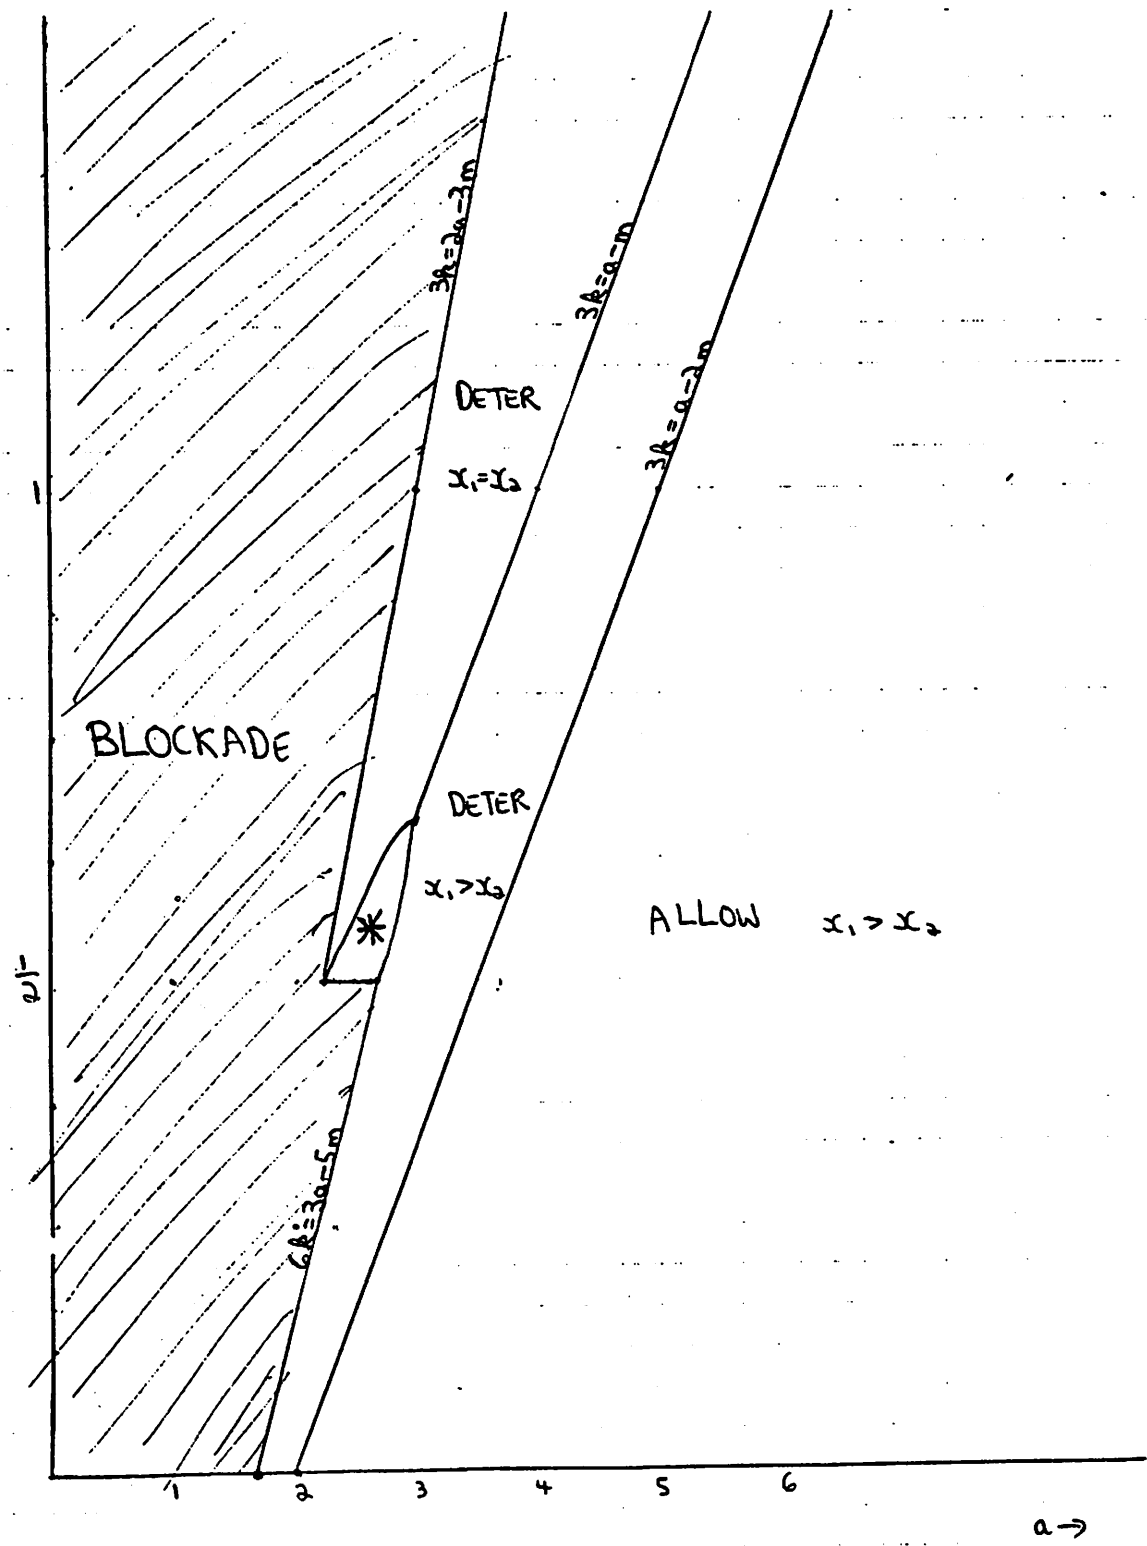 3k=2a-3m
3k=a-m
3k=a-2m
DETER
x₁=x₂
1
BLOCKADE
DETER
x₁>x₂
*
ALLOW x₁>x₂
1/2
6k=3a-5m
1 2 3 4 5 6
a→